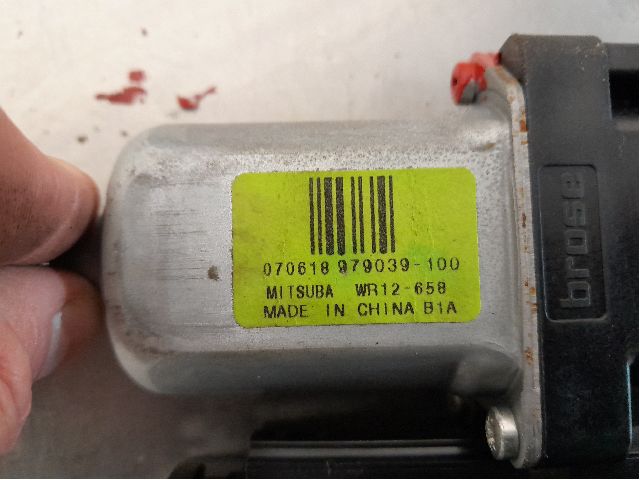 070618 979039-100
MITSUBA WR12-658
MADE IN CHINA B1A
brose